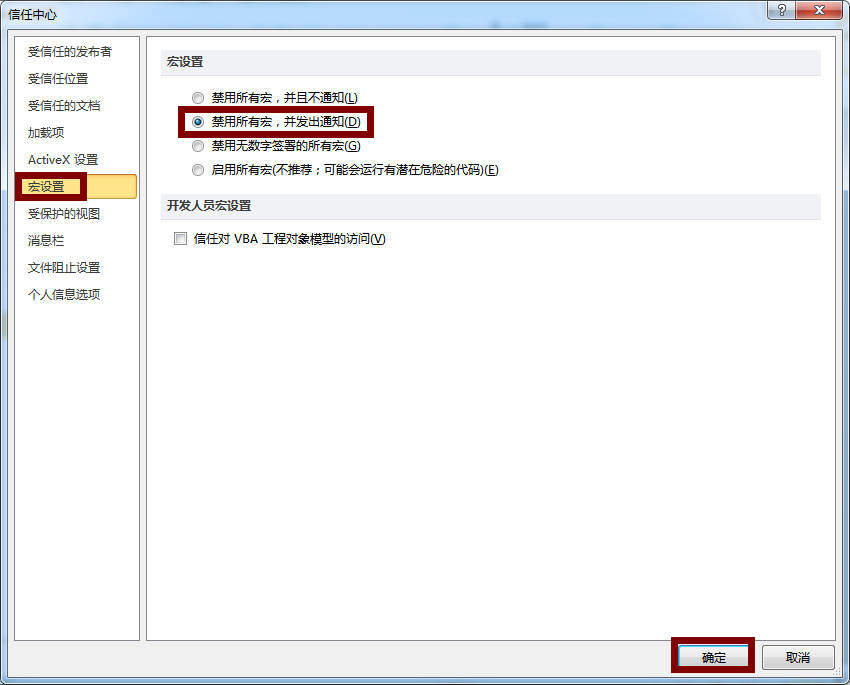 信任中心
受信任的发布者
受信任位置
受信任的文档
加载项
ActiveX 设置
宏设置
受保护的视图
消息栏
文件阻止设置
个人信息选项
宏设置
禁用所有宏，并且不通知(L)
禁用所有宏，并发出通知(D)
禁用无数字签署的所有宏(G)
启用所有宏(不推荐；可能会运行有潜在危险的代码)(E)
开发人员宏设置
信任对 VBA 工程对象模型的访问(V)
确定
取消